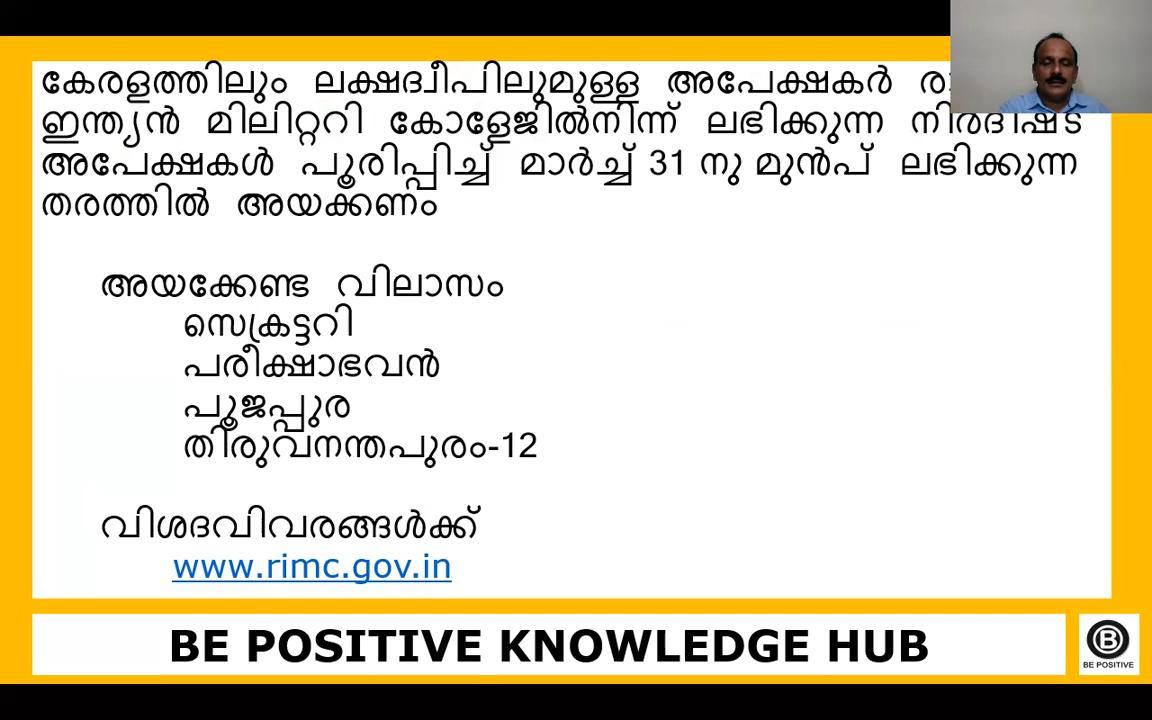 കേരളത്തിലും ലക്ഷദ്വീപിലുമുള്ള അപേക്ഷകർ
ഇന്ത്യൻ മിലിറ്ററി കോളേജിൽനിന്ന് ലഭിക്കുന്ന നിർദിഷ്ട
അപേക്ഷകൾ പൂരിപ്പിച്ച് മാർച്ച് 31 നു മുൻപ് ലഭിക്കുന്ന
തരത്തിൽ അയക്കണം
അയക്കേണ്ട വിലാസം
സെക്രട്ടറി
പരീക്ഷാഭവൻ
പൂജപ്പുര
തിരുവനന്തപുരം-12
വിശദവിവരങ്ങൾക്ക്
www.rimc.gov.in
BE POSITIVE KNOWLEDGE HUB
B
BE POSITIVE